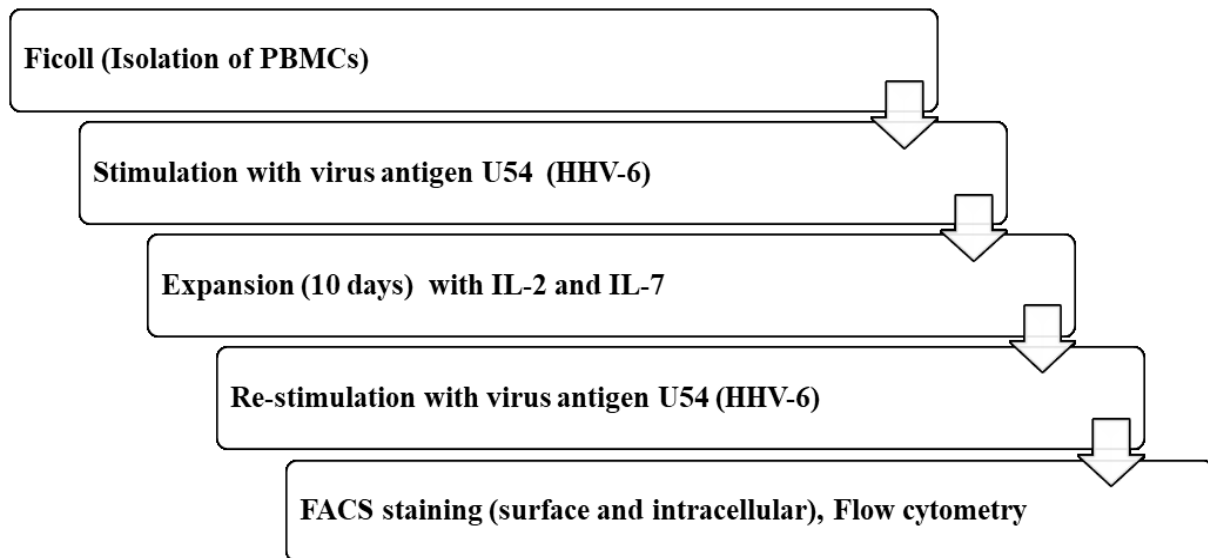 Ficoll (Isolation of PBMCs)
Stimulation with virus antigen U54 (HHV-6)
Expansion (10 days) with IL-2 and IL-7
Re-stimulation with virus antigen U54 (HHV-6)
FACS staining (surface and intracellular), Flow cytometry